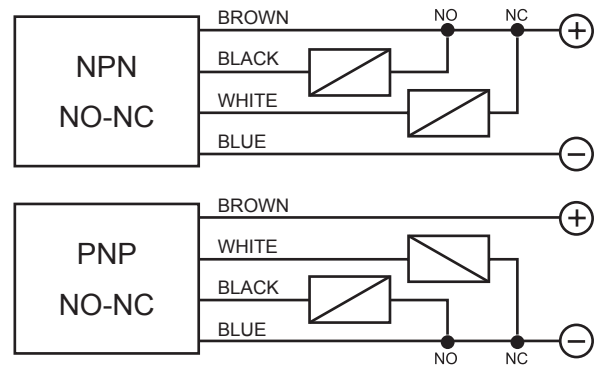 BROWN
NO
NC
+
NPN
NO-NC
BLACK
WHITE
BLUE
−
BROWN
+
PNP
NO-NC
WHITE
BLACK
BLUE
−
NO
NC